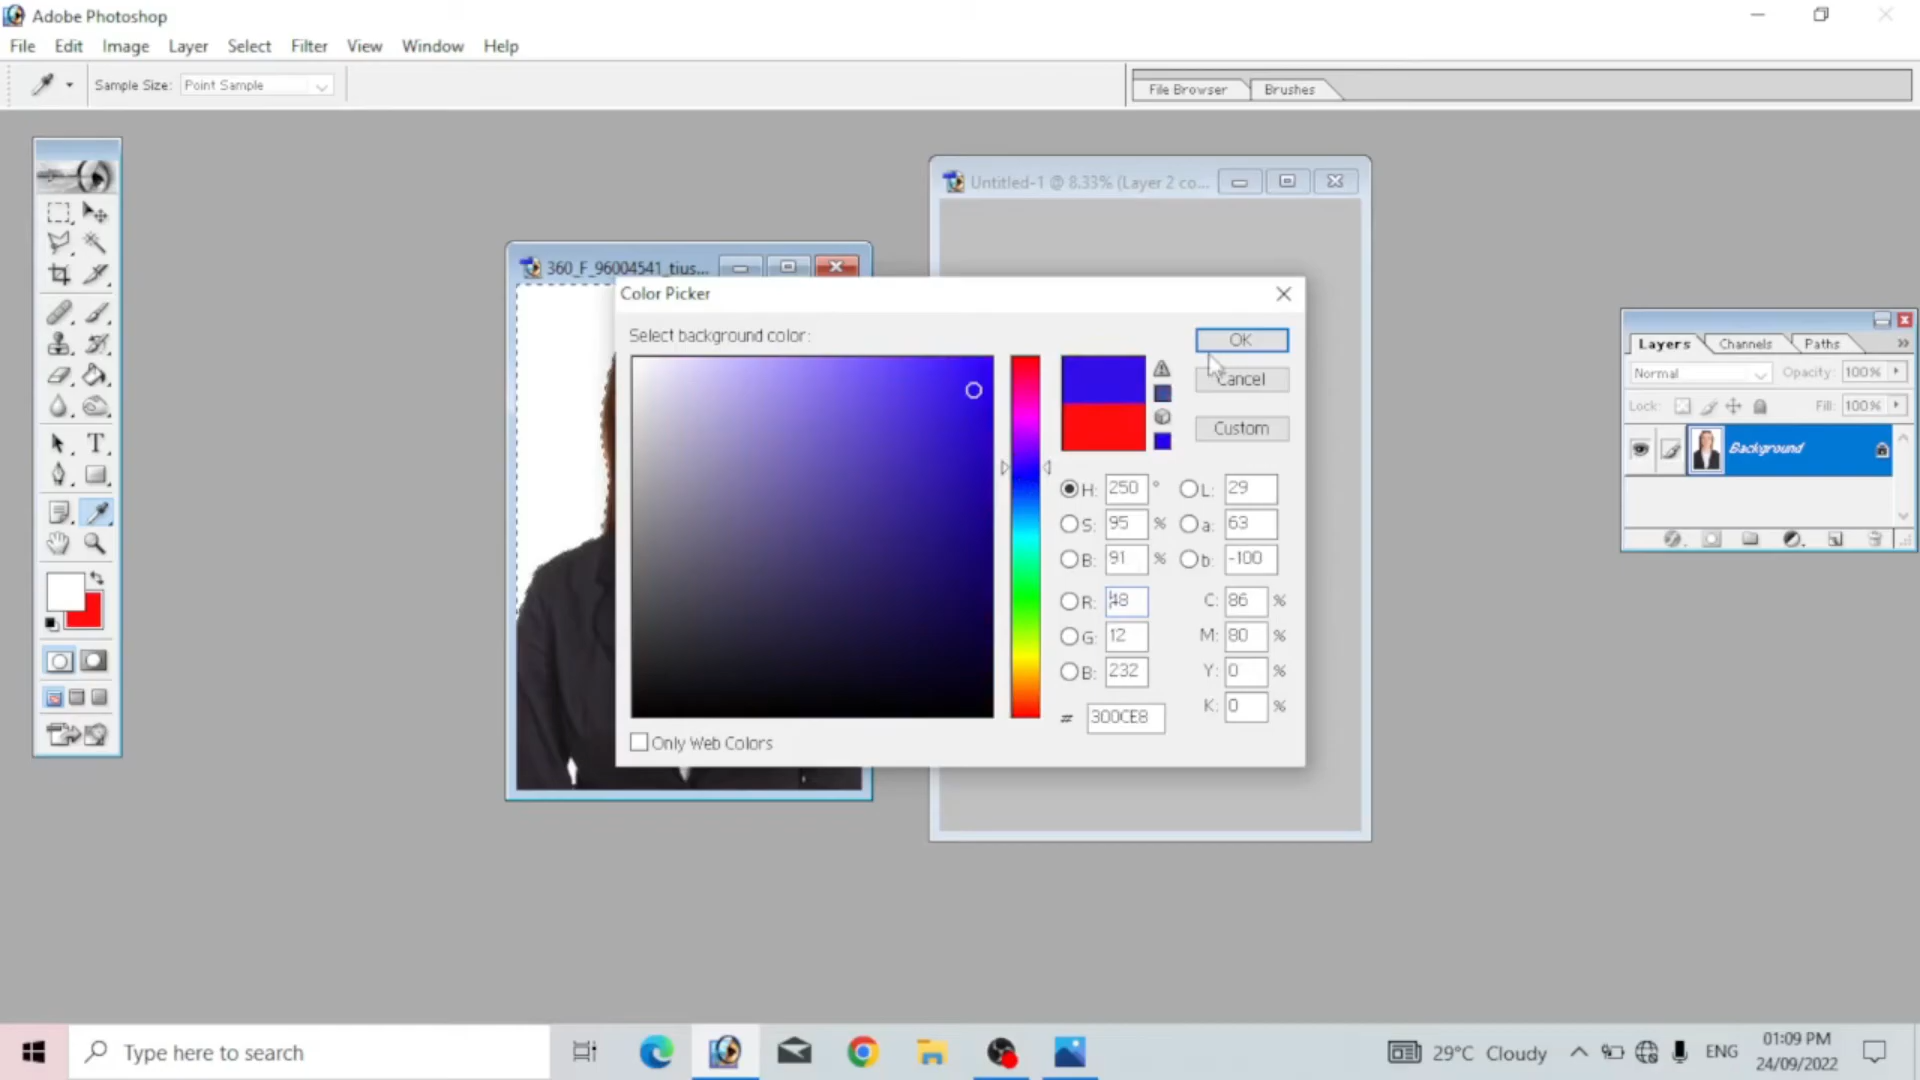 Adobe Photoshop
File Edit Image Layer Select Filter View Window Help
Sample Size: Point Sample
File Browser Brushes
Untitled-1 @ 8.33% (Layer 2 co...
360_F_96004541_tius...
Color Picker
Select background color:
OK
Cancel
Custom
H: 250 ° L: 29
S: 95 % a: 63
B: 91 % b: -100
R: 48 C: 86 %
G: 12 M: 80 %
B: 232 Y: 0 %
K: 0 %
# 300CE8
Only Web Colors
Layers Channels Paths
Normal Opacity: 100%
Lock: Fill: 100%
Background
Type here to search
29°C Cloudy ENG
01:09 PM
24/09/2022